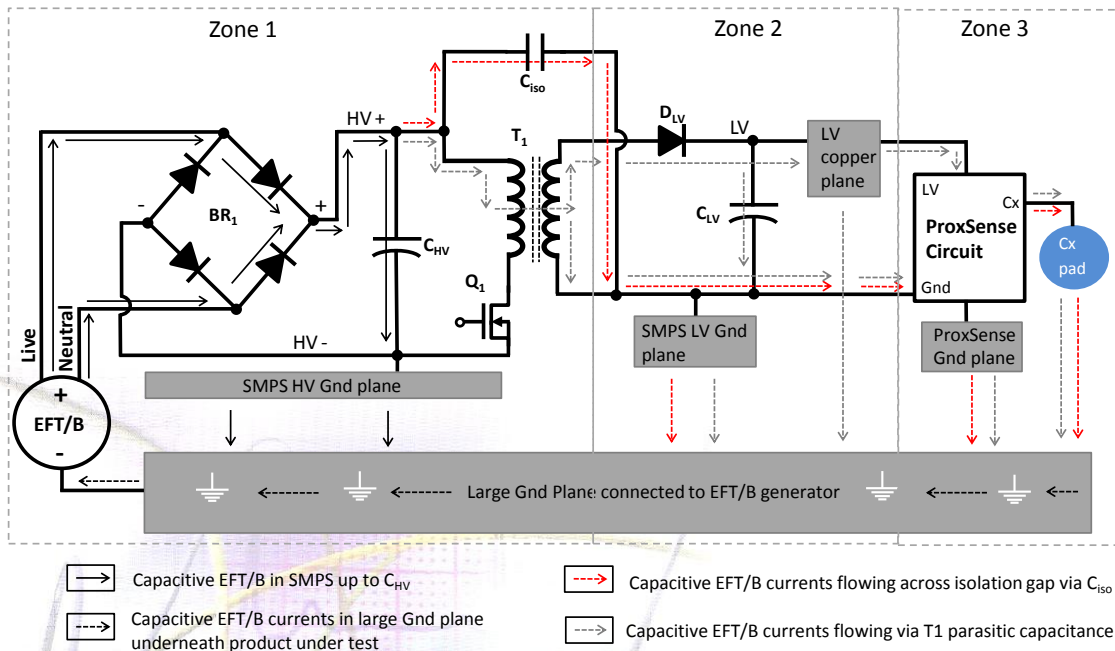 Zone 1
Zone 2
Zone 3
C_iso
HV +
T1
D_LV
LV
LV
copper
plane
-
BR1
+
C_HV
C_LV
LV
Cx
ProxSense
Circuit
Gnd
Cx
pad
Q1
Live
Neutral
HV -
SMPS HV Gnd plane
SMPS LV Gnd
plane
ProxSense
Gnd plane
+
EFT/B
-
Large Gnd Plane connected to EFT/B generator
Capacitive EFT/B in SMPS up to C_HV
Capacitive EFT/B currents in large Gnd plane
underneath product under test
Capacitive EFT/B currents flowing across isolation gap via C_iso
Capacitive EFT/B currents flowing via T1 parasitic capacitance